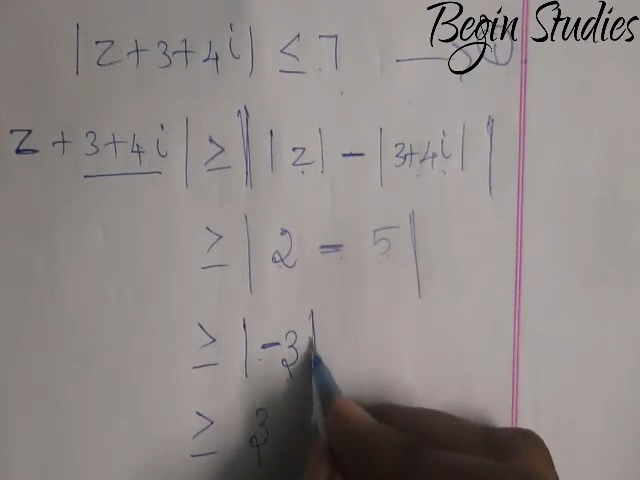 Begin Studies
|z+3+4i| ≤ 7
z + 3+4i | ≥ | |z| - |3+4i| |
≥ | 2 - 5 |
≥ |-3|
≥ 3